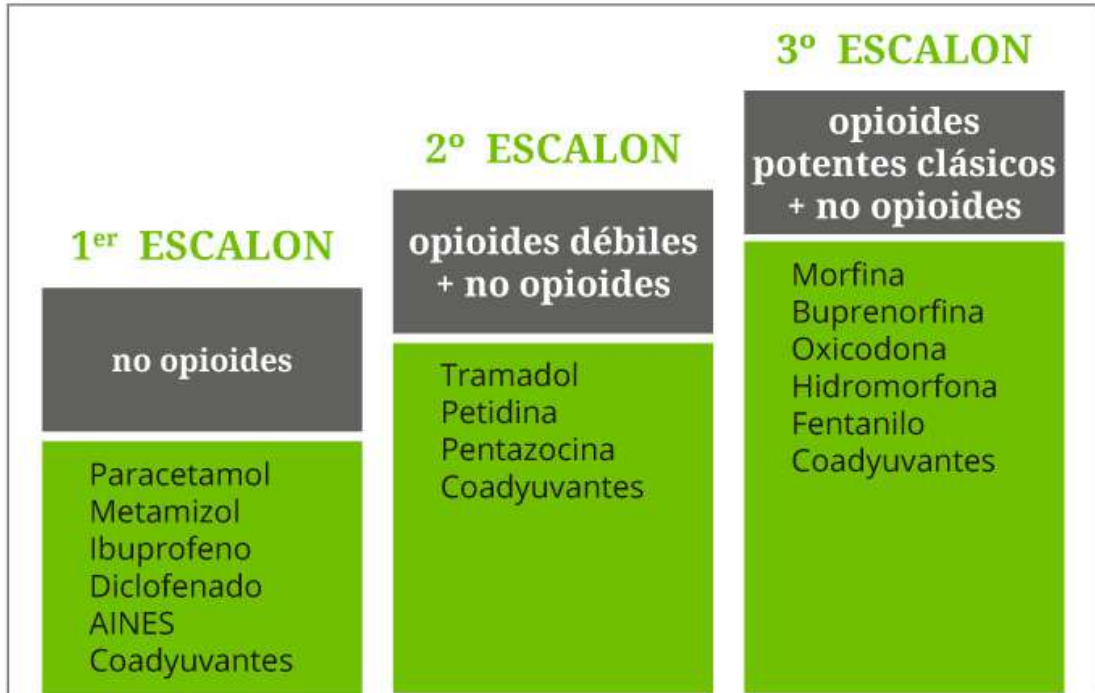 1er ESCALON
no opioides
Paracetamol
Metamizol
Ibuprofeno
Diclofenado
AINES
Coadyuvantes
2º ESCALON
opioides débiles
+ no opioides
Tramadol
Petidina
Pentazocina
Coadyuvantes
3º ESCALON
opioides
potentes clásicos
+ no opioides
Morfina
Buprenorfina
Oxicodona
Hidromorfona
Fentanilo
Coadyuvantes